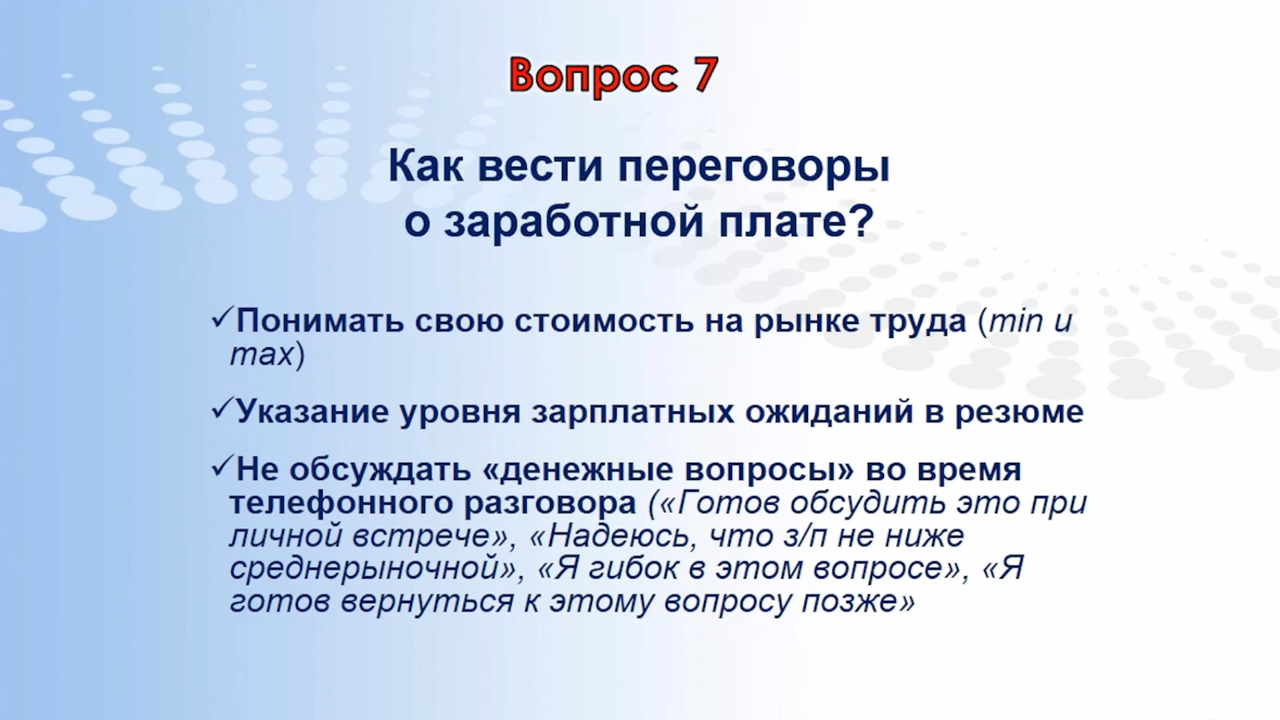 Вопрос 7
Как вести переговоры
о заработной плате?
✓Понимать свою стоимость на рынке труда (min и
max)
✓Указание уровня зарплатных ожиданий в резюме
✓Не обсуждать «денежные вопросы» во время
телефонного разговора («Готов обсудить это при
личной встрече», «Надеюсь, что з/п не ниже
среднерыночной», «Я гибок в этом вопросе», «Я
готов вернуться к этому вопросу позже»